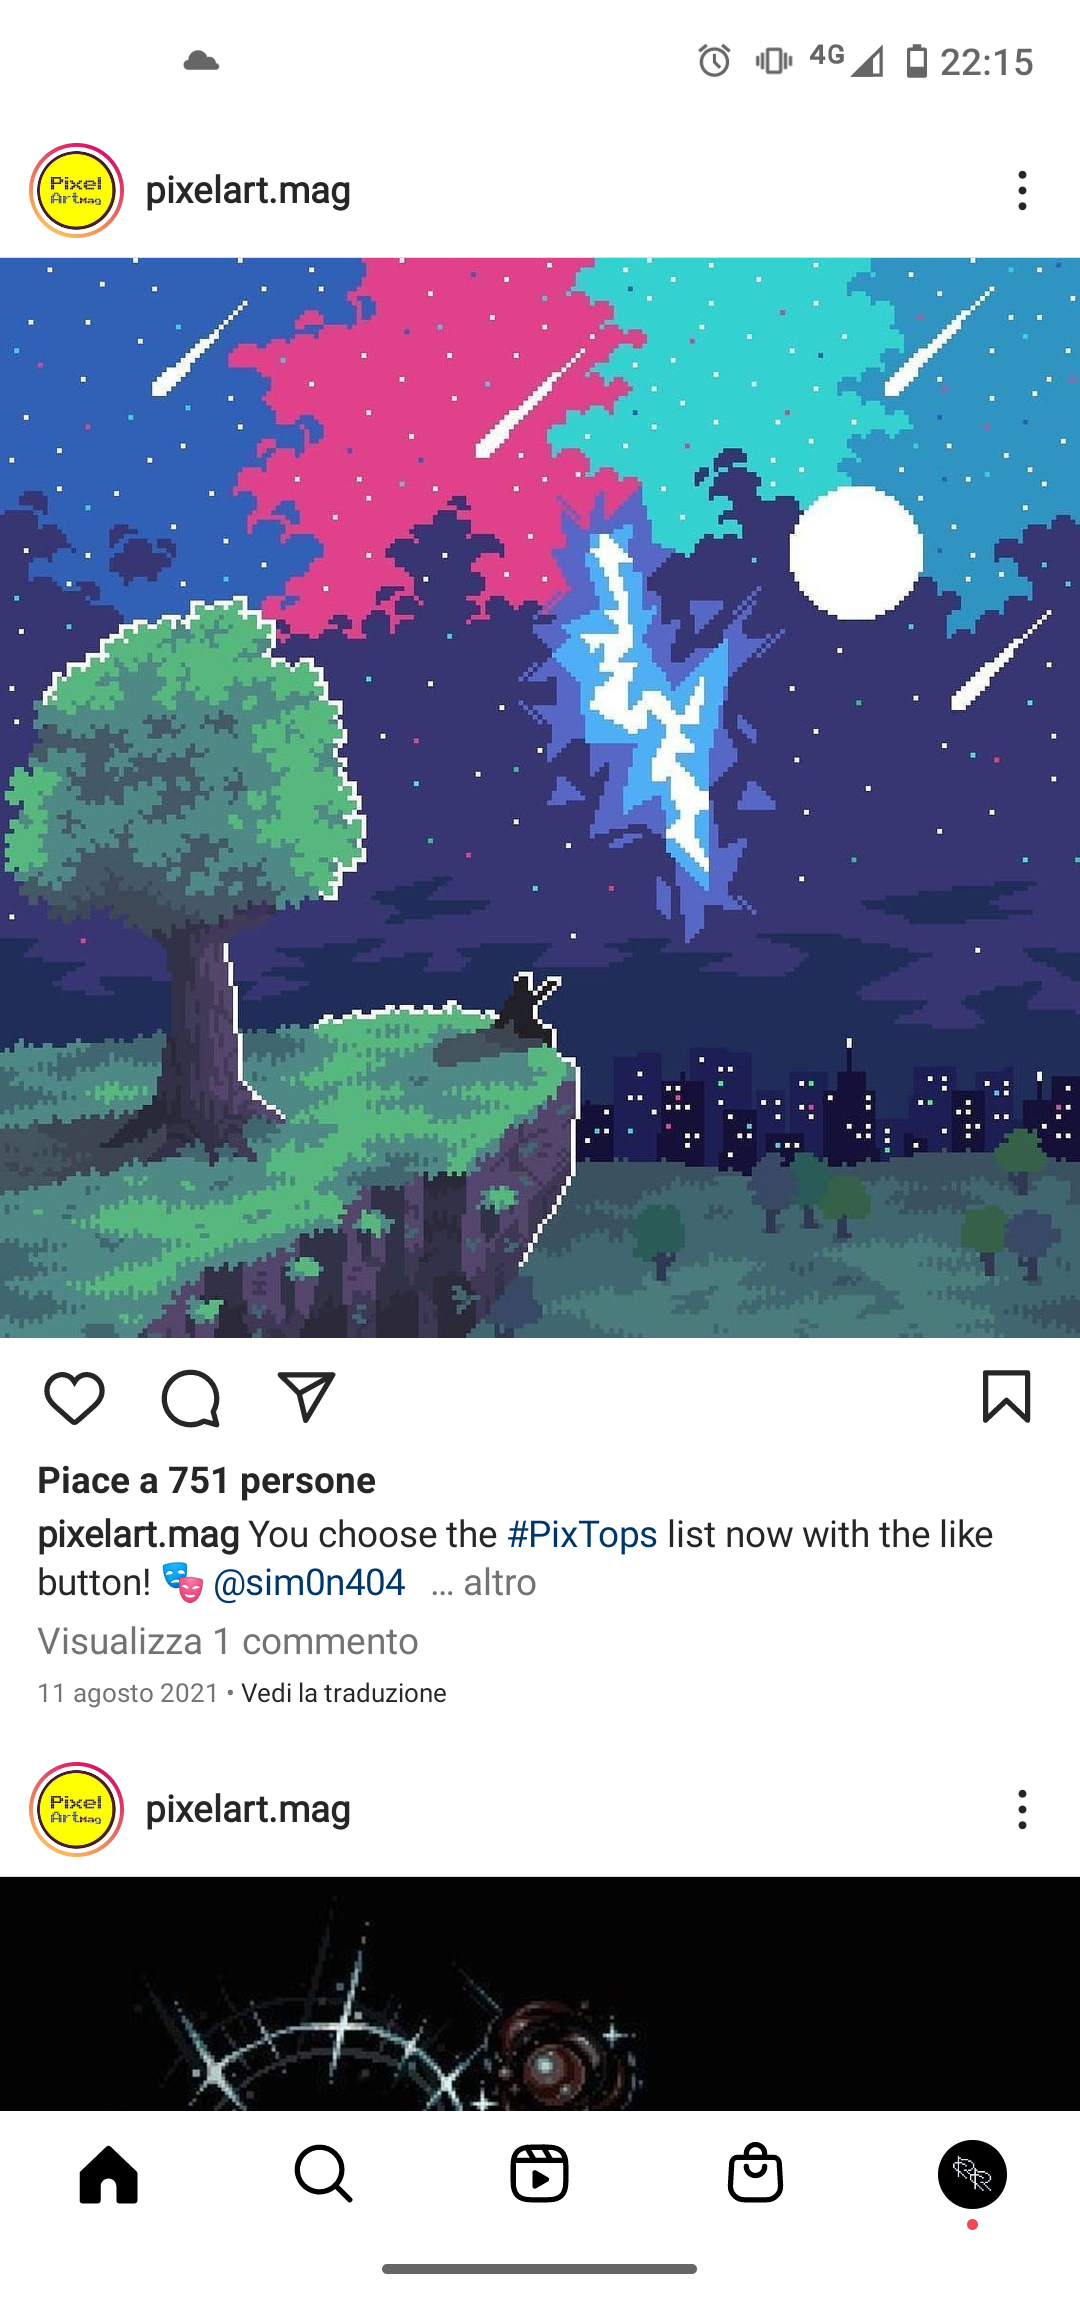 4G 22:15
Pixel
ArtMag
pixelart.mag
Piace a 751 persone
pixelart.mag You choose the #PixTops list now with the like
button! 🎭 @sim0n404 ... altro
Visualizza 1 commento
11 agosto 2021 • Vedi la traduzione
Pixel
ArtMag
pixelart.mag